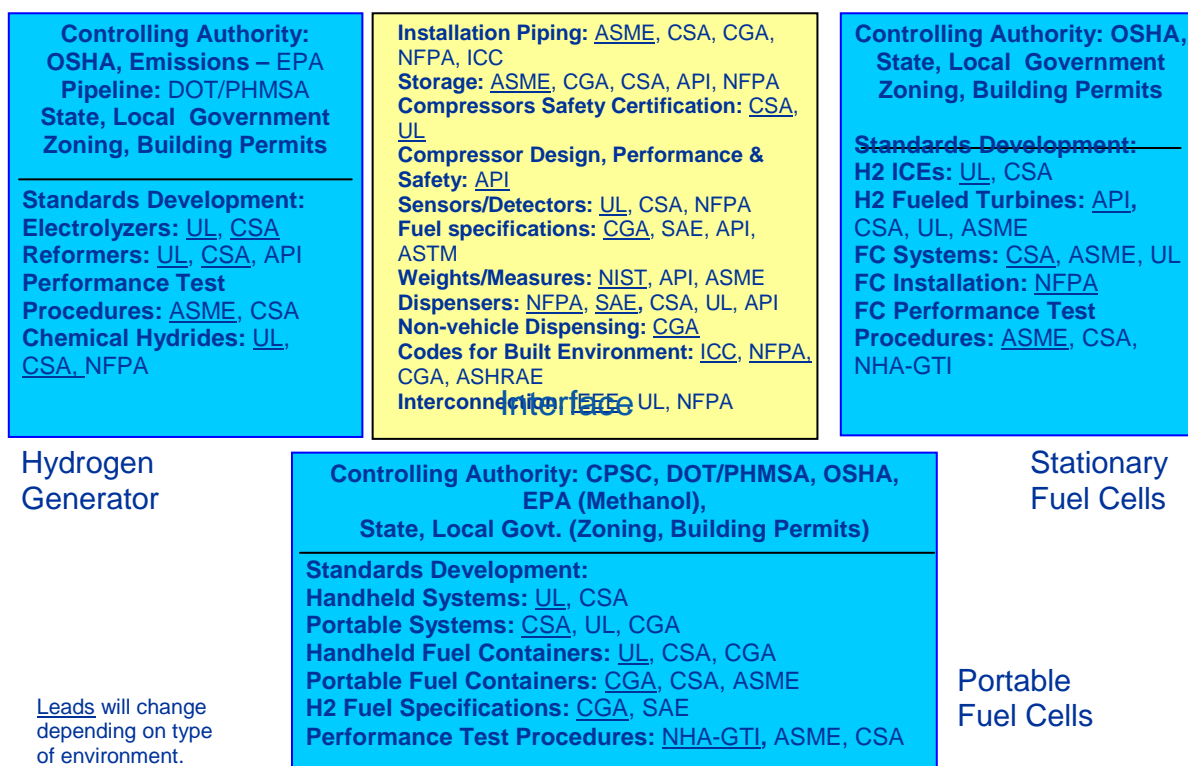 Controlling Authority:
OSHA, Emissions – EPA
Pipeline: DOT/PHMSA
State, Local Government
Zoning, Building Permits
Standards Development:
Electrolyzers: UL, CSA
Reformers: UL, CSA, API
Performance Test
Procedures: ASME, CSA
Chemical Hydrides: UL,
CSA, NFPA
Installation Piping: ASME, CSA, CGA,
NFPA, ICC
Storage: ASME, CGA, CSA, API, NFPA
Compressors Safety Certification: CSA,
UL
Compressor Design, Performance &
Safety: API
Sensors/Detectors: UL, CSA, NFPA
Fuel specifications: CGA, SAE, API,
ASTM
Weights/Measures: NIST, API, ASME
Dispensers: NFPA, SAE, CSA, UL, API
Non-vehicle Dispensing: CGA
Codes for Built Environment: ICC, NFPA,
CGA, ASHRAE
Interconnection: IEEE, UL, NFPA
Interface
Controlling Authority: OSHA,
State, Local Government
Zoning, Building Permits
Standards Development:
H2 ICEs: UL, CSA
H2 Fueled Turbines: API,
CSA, UL, ASME
FC Systems: CSA, ASME, UL
FC Installation: NFPA
FC Performance Test
Procedures: ASME, CSA,
NHA-GTI
Hydrogen
Generator
Stationary
Fuel Cells
Controlling Authority: CPSC, DOT/PHMSA, OSHA,
EPA (Methanol),
State, Local Govt. (Zoning, Building Permits)
Standards Development:
Handheld Systems: UL, CSA
Portable Systems: CSA, UL, CGA
Handheld Fuel Containers: UL, CSA, CGA
Portable Fuel Containers: CGA, CSA, ASME
H2 Fuel Specifications: CGA, SAE
Performance Test Procedures: NHA-GTI, ASME, CSA
Portable
Fuel Cells
Leads will change
depending on type
of environment.